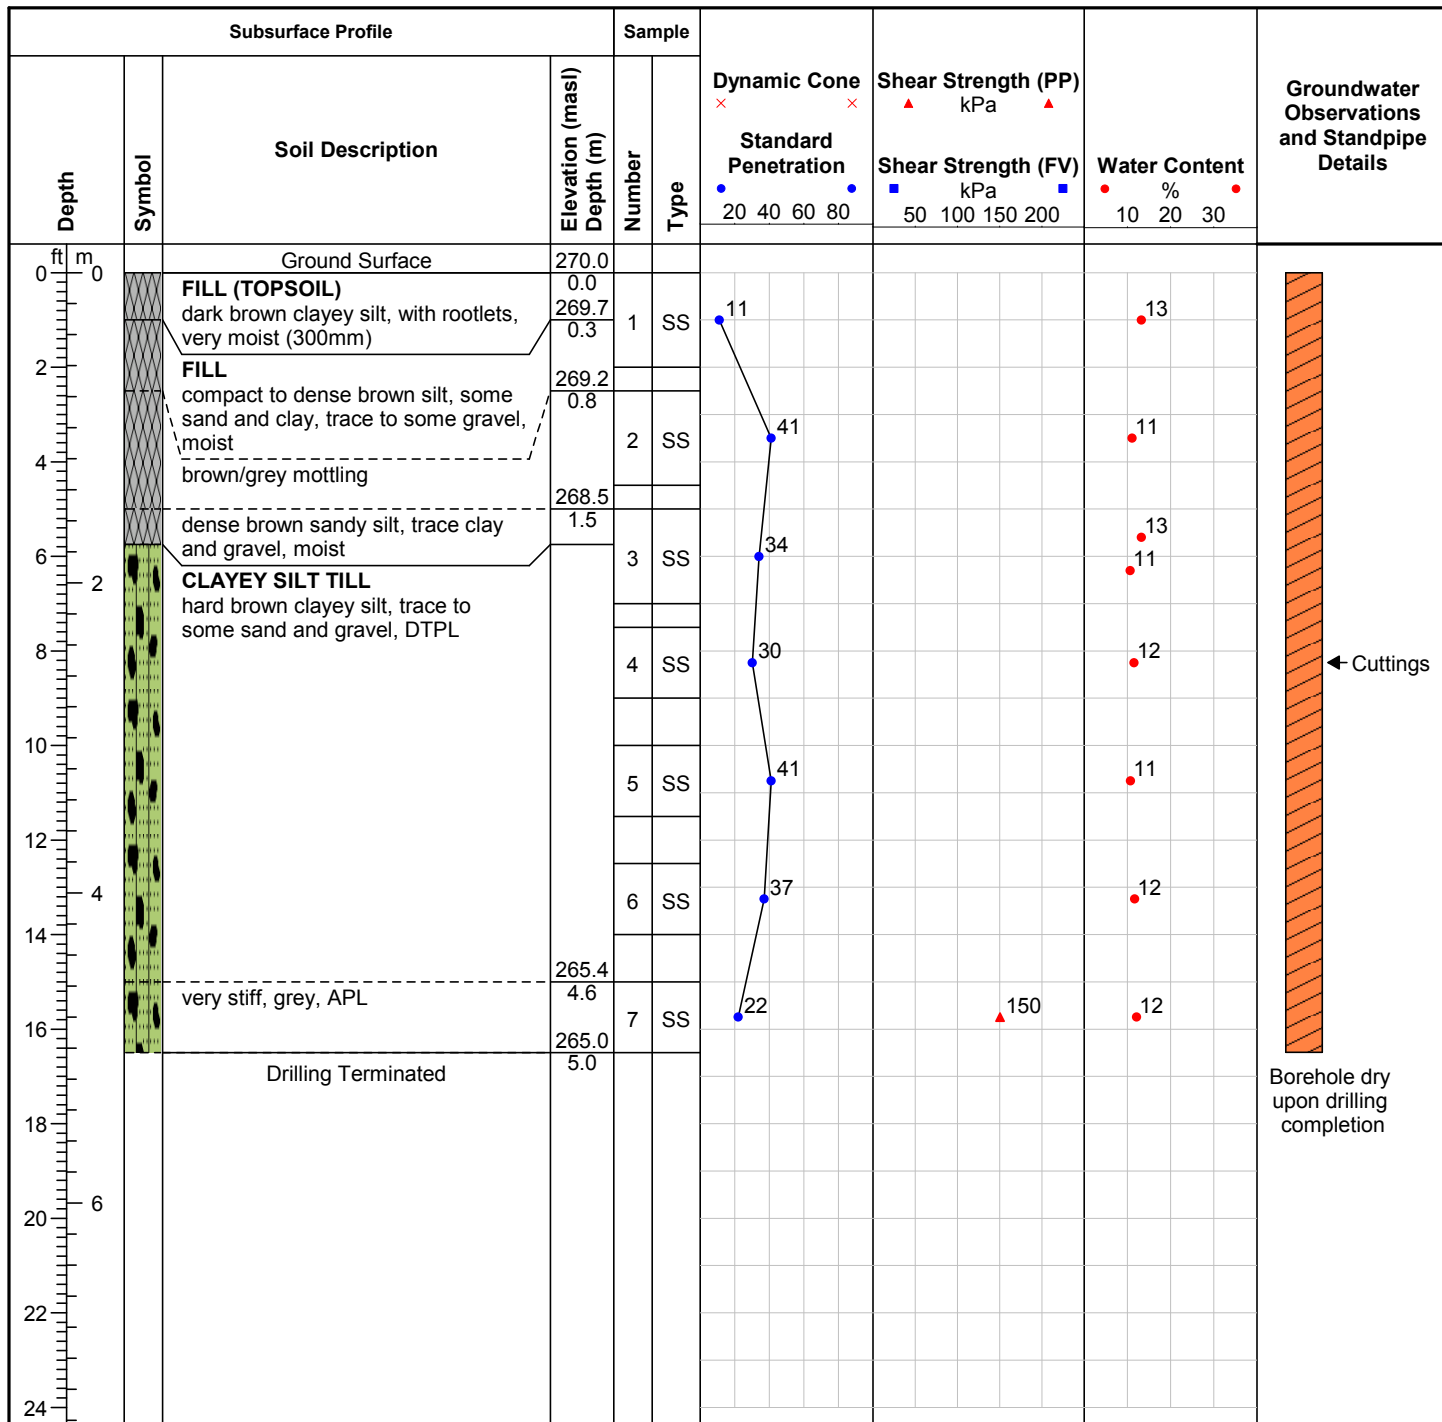 Subsurface Profile
Sample
Depth
Symbol
Soil Description
Elevation (masl)
Depth (m)
Number
Type
Dynamic Cone
Standard
Penetration
20 40 60 80
Shear Strength (PP)
kPa
Shear Strength (FV)
kPa
50 100 150 200
Water Content
%
10 20 30
Groundwater
Observations
and Standpipe
Details
ft m
0 0
Ground Surface 270.0
FILL (TOPSOIL) 0.0
dark brown clayey silt, with rootlets, 269.7
very moist (300mm) 0.3
1 SS 11 13
2
FILL
compact to dense brown silt, some 269.2
sand and clay, trace to some gravel, 0.8
moist
2 SS 41 11
4
brown/grey mottling
268.5
dense brown sandy silt, trace clay 1.5
and gravel, moist
13
6
3 SS 34 11
CLAYEY SILT TILL 2
hard brown clayey silt, trace to
some sand and gravel, DTPL
8
4 SS 30 12
Cuttings
10
5 SS 41 11
12
4
6 SS 37 12
14
265.4
very stiff, grey, APL 4.6
7 SS 22 150 12
16
265.0
Drilling Terminated 5.0
Borehole dry
upon drilling
completion
18
6
20
22
24